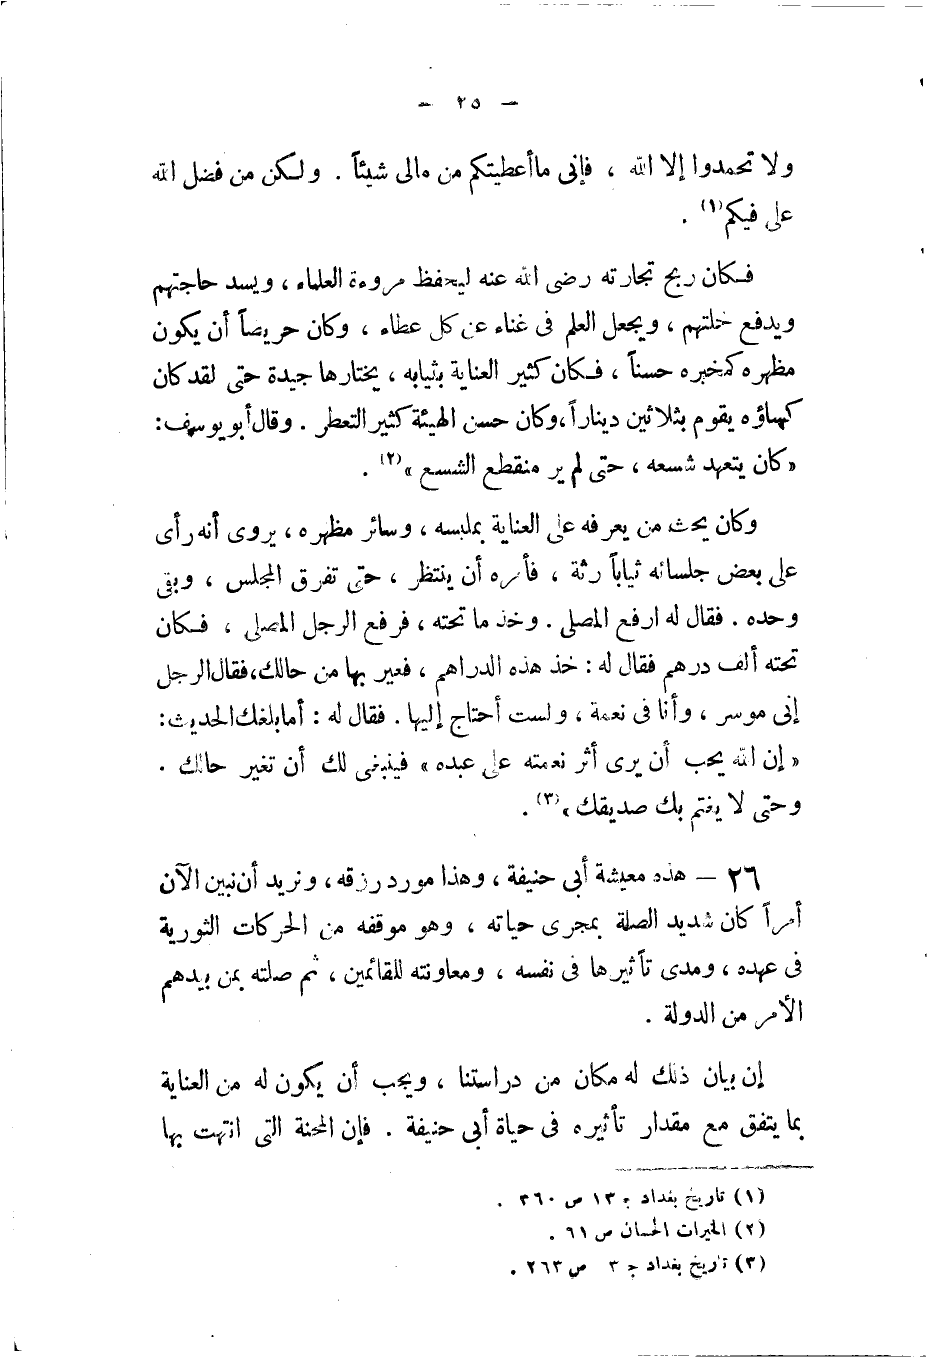 — ٢٥ —
ولا تحمدوا إلا الله ، فإنى ما أعطيتكم من مالى شيئاً . ولكن من فضل الله
على فيكم (١) .
فكان ربح تجارته رضى الله عنه ليحفظ مروءة العلماء ، ويسد حاجتهم
ويدفع خلتهم ، ويجعل العلم فى غناء عن كل عطاء ، وكان حريصاً أن يكون
مظهره كمخبره حسناً ، فكان كثير العناية بثيابه ، يختارها جيدة حتى لقد كان
كساؤه يقوم بثلاثين ديناراً ، وكان حسن الهيئة كثير التعطر . وقال أبو يوسف :
« كان يتعهد شسعه ، حتى لم ير منقطع الشسع » (٢) .
وكان يحث من يعرفه على العناية بملبسه ، وسائر مظهره ، يروى أنه رأى
على بعض جلسائه ثياباً رثة ، فأمره أن ينتظر ، حتى تفرق المجلس ، وبقى
وحده . فقال له ارفع المصلى . وخذ ما تحته ، فرفع الرجل المصلى ، فكان
تحته ألف درهم فقال له : خذ هذه الدراهم ، فعير بها من حالك ، فقال الرجل
إنى موسر ، وأنا فى نعمة ، ولست أحتاج إليها . فقال له : أما بلغك الحديث :
« إن الله يحب أن يرى أثر نعمته على عبده » فينبغى لك أن تغير حالك .
وحتى لا يغتم بك صديقك » (٣) .
٢٦ — هذه معيشة أبى حنيفة ، وهذا مورد رزقه ، ونريد أن نبين الآن
أمراً كان شديد الصلة بمجرى حياته ، وهو موقفه من الحركات الثورية
فى عهده ، ومدى تأثيرها فى نفسه ، ومعاونته للقائمين ، ثم صلته بمن بيدهم
الأمر من الدولة .
إن بيان ذلك له مكان من دراستنا ، ويجب أن يكون له من العناية
بما يتفق مع مقدار تأثيره فى حياة أبى حنيفة . فإن المحنة التى انتهت بها
(١) تاريخ بغداد ج ١٣ ص ٣٦٠ .
(٢) الخيرات الحسان ص ٦١ .
(٣) تاريخ بغداد ج ٣ ص ٢٦٣ .